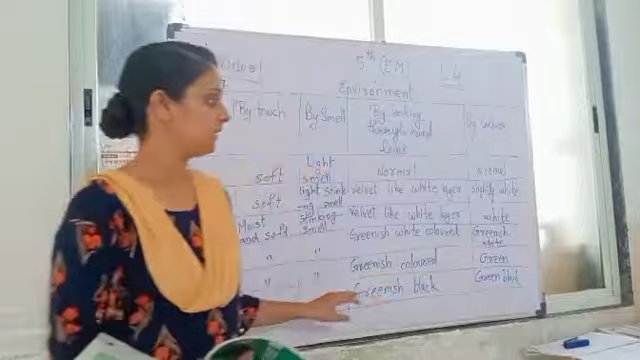 5th (EM) L-4
Environment
By touch By Smell By looking through hand lens By colour
soft Light smell normal normal
soft light stinking smell velvet like white layer slightly white
Moist and soft stinking smell velvet like white layer white
" " Greenish white coloured Greenish white
Greenish coloured Green
" " Greenish black Green black